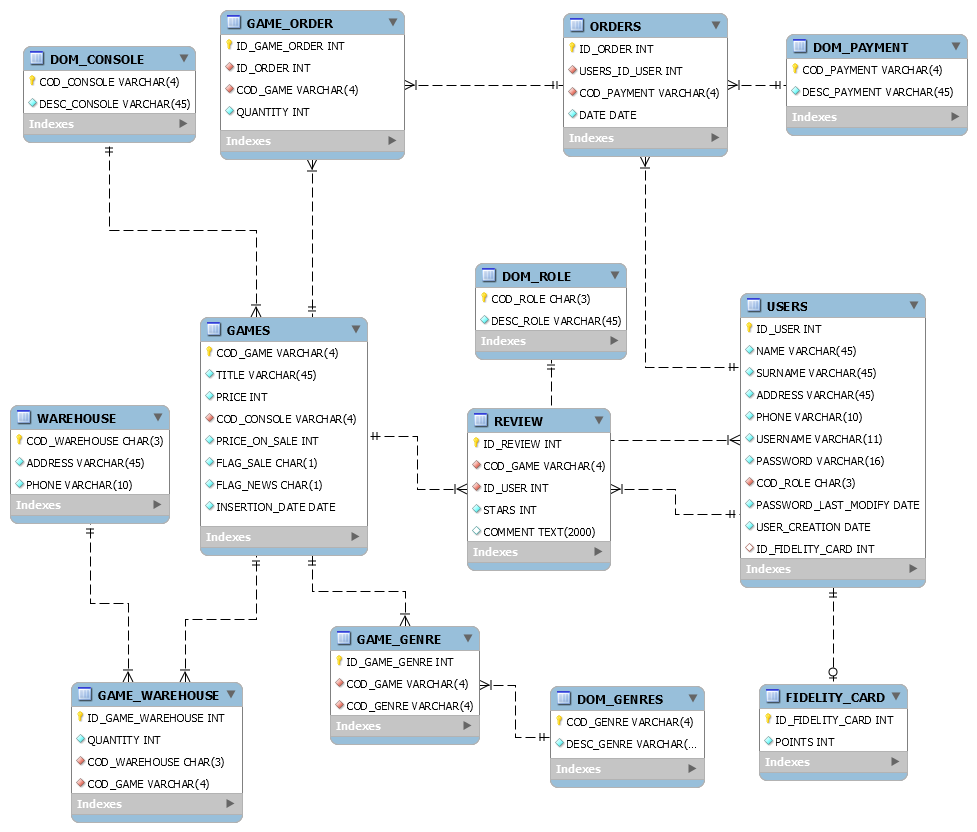 DOM_CONSOLE
COD_CONSOLE VARCHAR(4)
DESC_CONSOLE VARCHAR(45)
Indexes
GAME_ORDER
ID_GAME_ORDER INT
ID_ORDER INT
COD_GAME VARCHAR(4)
QUANTITY INT
Indexes
ORDERS
ID_ORDER INT
USERS_ID_USER INT
COD_PAYMENT VARCHAR(4)
DATE DATE
Indexes
DOM_PAYMENT
COD_PAYMENT VARCHAR(4)
DESC_PAYMENT VARCHAR(45)
Indexes
DOM_ROLE
COD_ROLE CHAR(3)
DESC_ROLE VARCHAR(45)
Indexes
USERS
ID_USER INT
NAME VARCHAR(45)
SURNAME VARCHAR(45)
ADDRESS VARCHAR(45)
PHONE VARCHAR(10)
USERNAME VARCHAR(11)
PASSWORD VARCHAR(16)
COD_ROLE CHAR(3)
PASSWORD_LAST_MODIFY DATE
USER_CREATION DATE
ID_FIDELITY_CARD INT
Indexes
GAMES
COD_GAME VARCHAR(4)
TITLE VARCHAR(45)
PRICE INT
COD_CONSOLE VARCHAR(4)
PRICE_ON_SALE INT
FLAG_SALE CHAR(1)
FLAG_NEWS CHAR(1)
INSERTION_DATE DATE
Indexes
WAREHOUSE
COD_WAREHOUSE CHAR(3)
ADDRESS VARCHAR(45)
PHONE VARCHAR(10)
Indexes
REVIEW
ID_REVIEW INT
COD_GAME VARCHAR(4)
ID_USER INT
STARS INT
COMMENT TEXT(2000)
Indexes
GAME_GENRE
ID_GAME_GENRE INT
COD_GAME VARCHAR(4)
COD_GENRE VARCHAR(4)
Indexes
GAME_WAREHOUSE
ID_GAME_WAREHOUSE INT
QUANTITY INT
COD_WAREHOUSE CHAR(3)
COD_GAME VARCHAR(4)
Indexes
DOM_GENRES
COD_GENRE VARCHAR(4)
DESC_GENRE VARCHAR(...
Indexes
FIDELITY_CARD
ID_FIDELITY_CARD INT
POINTS INT
Indexes